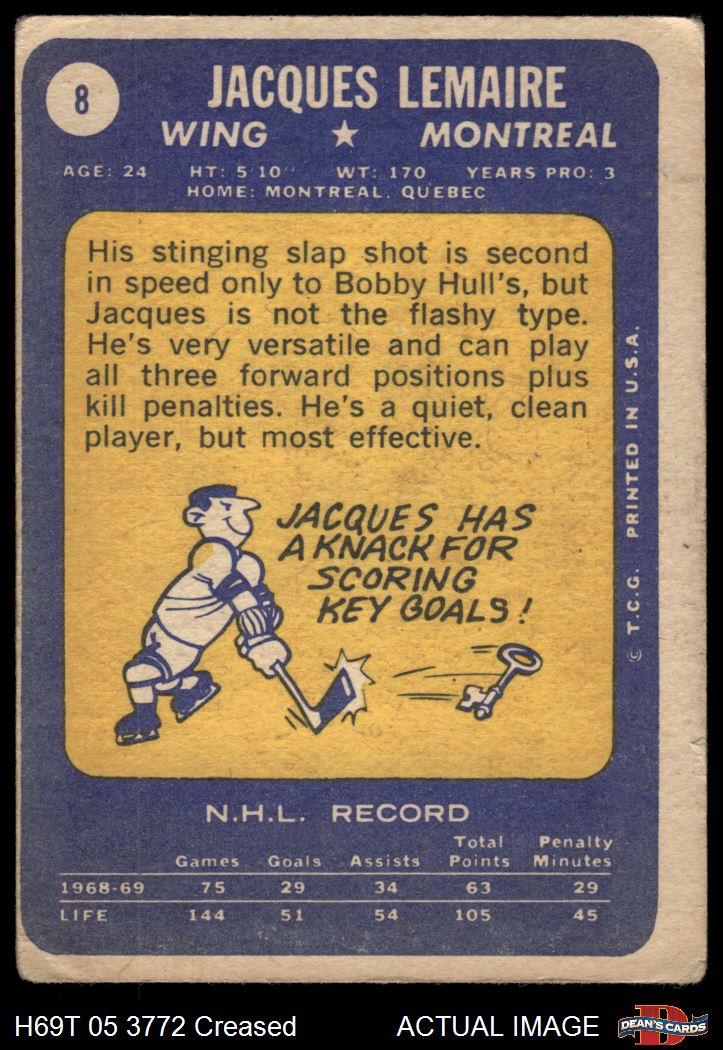 8
JACQUES LEMAIRE
WING ★ MONTREAL
AGE: 24 HT: 5'10" WT: 170 YEARS PRO: 3
HOME: MONTREAL, QUEBEC
His stinging slap shot is second
in speed only to Bobby Hull's, but
Jacques is not the flashy type.
He's very versatile and can play
all three forward positions plus
kill penalties. He's a quiet, clean
player, but most effective.
JACQUES HAS
A KNACK FOR
SCORING
KEY GOALS!
© T.C.G. PRINTED IN U.S.A.
N.H.L. RECORD
Games Goals Assists Total Points Penalty Minutes
1968-69 75 29 34 63 29
LIFE 144 51 54 105 45
H69T 05 3772 Creased ACTUAL IMAGE
D
DEAN'S CARDS